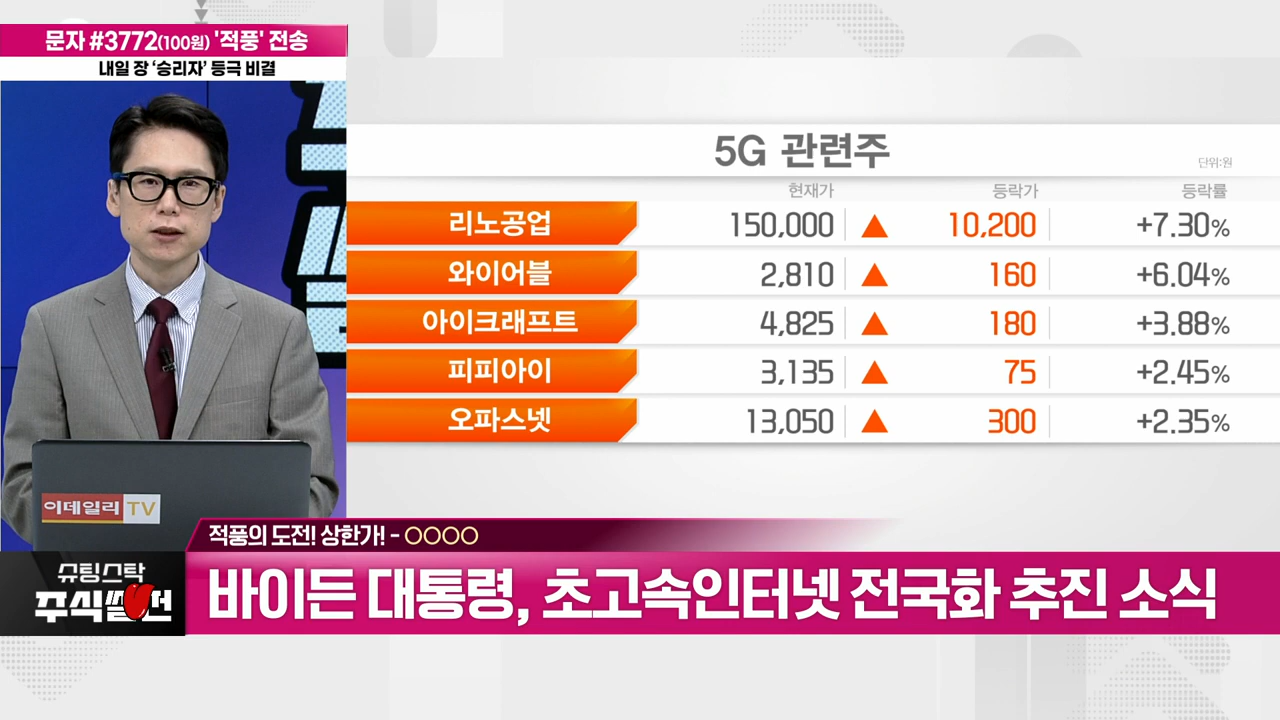 문자 #3772(100원) '적풍' 전송
내일 장 '승리자' 등극 비결
5G 관련주
단위:원
현재가 등락가 등락률
리노공업 150,000 ▲ 10,200 +7.30%
와이어블 2,810 ▲ 160 +6.04%
아이크래프트 4,825 ▲ 180 +3.88%
피피아이 3,135 ▲ 75 +2.45%
오파스넷 13,050 ▲ 300 +2.35%
이데일리 TV
적풍의 도전! 상한가! - ○○○○
슈팅스탁
주식썰전
바이든 대통령, 초고속인터넷 전국화 추진 소식